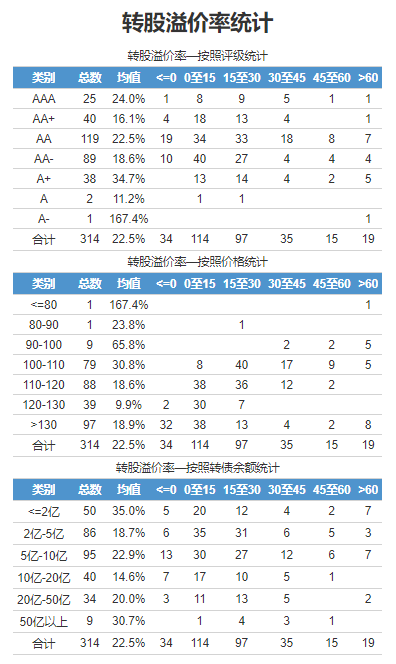 转股溢价率统计
转股溢价率—按照评级统计
类别 总数 均值 <=0 0至15 15至30 30至45 45至60 >60
AAA 25 24.0% 1 8 9 5 1 1
AA+ 40 16.1% 4 18 13 4 1
AA 119 22.5% 19 34 33 18 8 7
AA- 89 18.6% 10 40 27 4 4 4
A+ 38 34.7% 13 14 4 2 5
A 2 11.2% 1 1
A- 1 167.4% 1
合计 314 22.5% 34 114 97 35 15 19
转股溢价率—按照价格统计
类别 总数 均值 <=0 0至15 15至30 30至45 45至60 >60
<=80 1 167.4% 1
80-90 1 23.8% 1
90-100 9 65.8% 2 2 5
100-110 79 30.8% 8 40 17 9 5
110-120 88 18.6% 38 36 12 2
120-130 39 9.9% 2 30 7
>130 97 18.9% 32 38 13 4 2 8
合计 314 22.5% 34 114 97 35 15 19
转股溢价率—按照转债余额统计
类别 总数 均值 <=0 0至15 15至30 30至45 45至60 >60
<=2亿 50 35.0% 5 20 12 4 2 7
2亿-5亿 86 18.7% 6 35 31 6 5 3
5亿-10亿 95 22.9% 13 30 27 12 6 7
10亿-20亿 40 14.6% 7 17 10 5 1
20亿-50亿 34 20.0% 3 11 13 5 2
50亿以上 9 30.7% 1 4 3 1
合计 314 22.5% 34 114 97 35 15 19